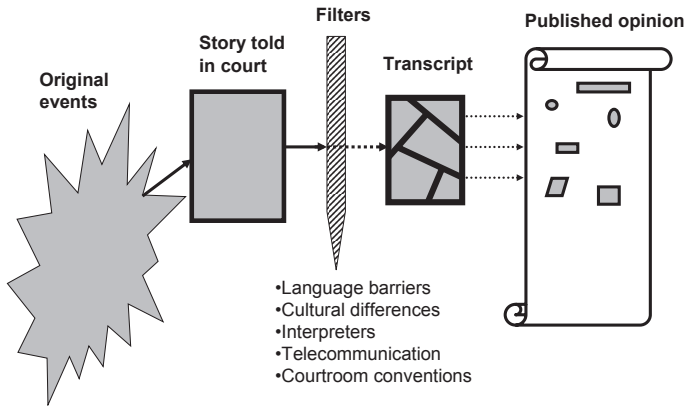 Original
events
Story told
in court
Filters
Transcript
Published opinion
•Language barriers
•Cultural differences
•Interpreters
•Telecommunication
•Courtroom conventions